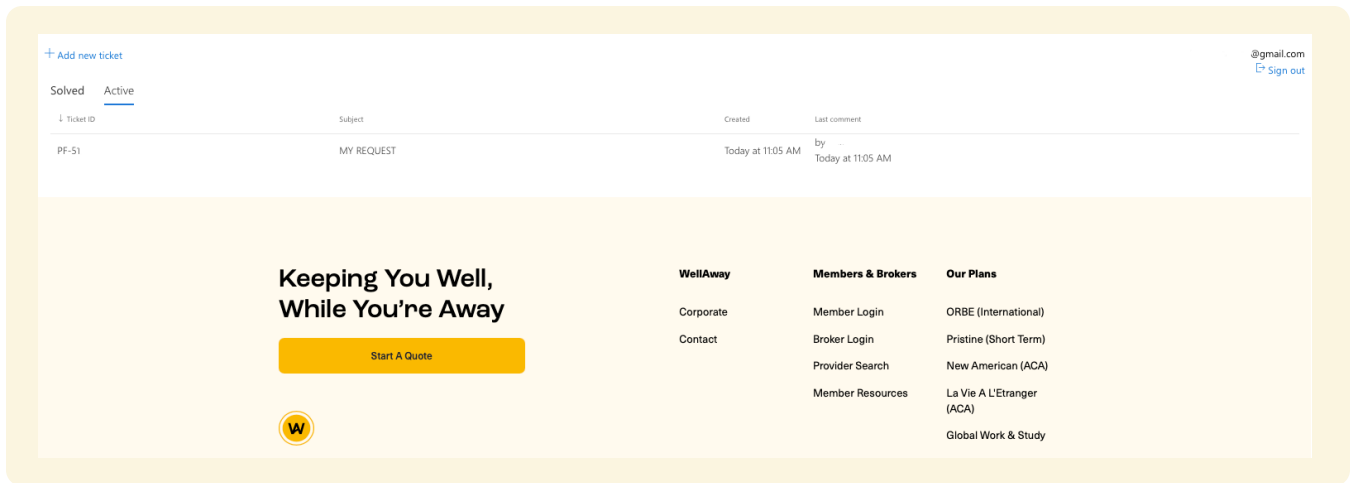 + Add new ticket
@gmail.com
Sign out
Solved Active
↓ Ticket ID Subject Created Last comment
PF-51 MY REQUEST Today at 11:05 AM by
Today at 11:05 AM
Keeping You Well,
While You're Away
Start A Quote
WellAway
Corporate
Contact
Members & Brokers
Member Login
Broker Login
Provider Search
Member Resources
Our Plans
ORBE (International)
Pristine (Short Term)
New American (ACA)
La Vie A L'Etranger
(ACA)
Global Work & Study
W